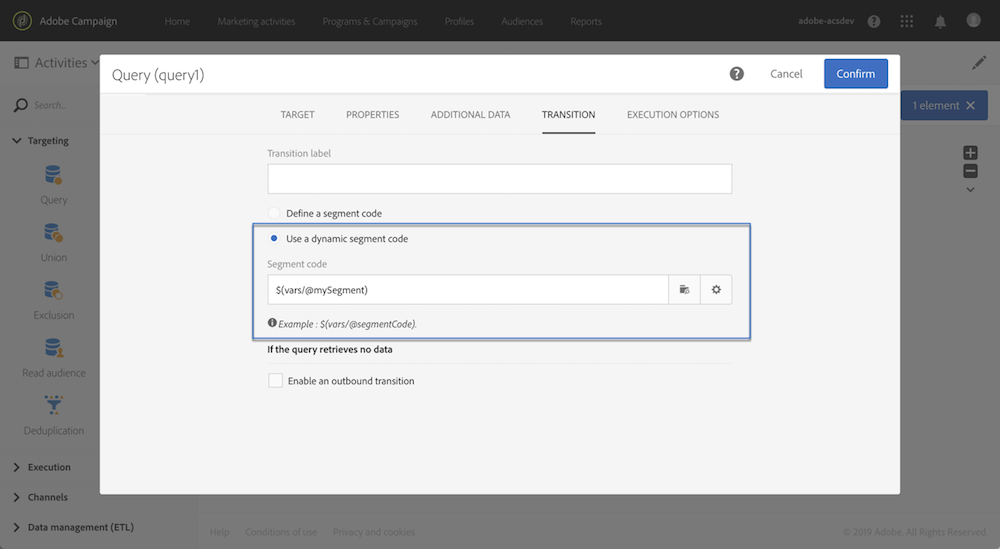 Adobe Campaign Home Marketing activities Programs & Campaigns Profiles Audiences Reports adobe-acsdev ?
Activities
Query (query1) ? Cancel Confirm
Search...
1 element ×
TARGET PROPERTIES ADDITIONAL DATA TRANSITION EXECUTION OPTIONS
Targeting
Transition label
Query
Define a segment code
Use a dynamic segment code
Union
Segment code
$(vars/@mySegment)
Exclusion
Example : $(vars/@segmentCode).
If the query retrieves no data
Read audience
Enable an outbound transition
Deduplication
Execution
Channels
Data management (ETL)
Help Conditions of use Privacy and cookies © 2019 Adobe. All Rights Reserved.